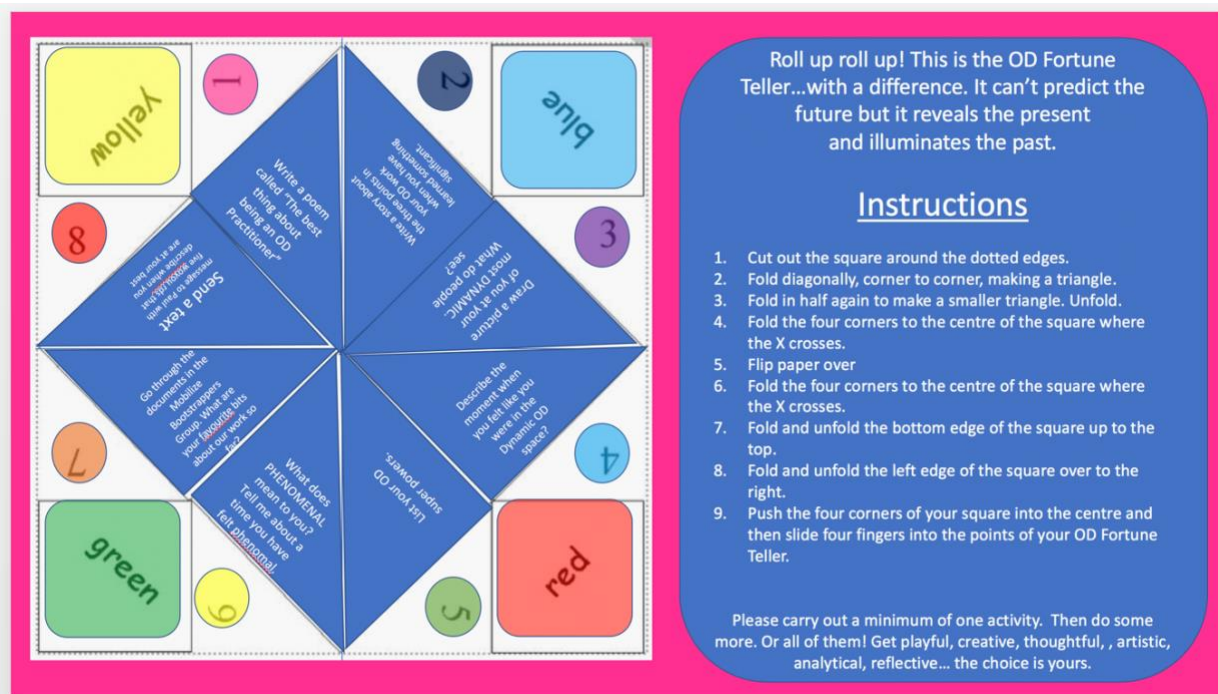 yellow
1
2
blue
8
3
Write a poem
called "The best
thing about
being an OD
Practitioner"
Write a story about
the three points in
your OD work
when you have
learned something
significant.
Draw a picture
of you at your
most DYNAMIC.
What do people
see?
Send a text
message to Paul with
five that
describe when you
are at your best
Go through the
documents in the
Mobilize
Bootstrappers
Group. What are
your favourite bits
about our work so
far?
Describe the
moment when
you felt like you
were in the
Dynamic OD
space?
What does
PHENOMENAL
mean to you?
Tell me about a
time you have
felt phenomal.
List your OD
super powers.
7
4
green
6
5
red
Roll up roll up! This is the OD Fortune
Teller…with a difference. It can't predict the
future but it reveals the present
and illuminates the past.
Instructions
1. Cut out the square around the dotted edges.
2. Fold diagonally, corner to corner, making a triangle.
3. Fold in half again to make a smaller triangle. Unfold.
4. Fold the four corners to the centre of the square where
the X crosses.
5. Flip paper over
6. Fold the four corners to the centre of the square where
the X crosses.
7. Fold and unfold the bottom edge of the square up to the
top.
8. Fold and unfold the left edge of the square over to the
right.
9. Push the four corners of your square into the centre and
then slide four fingers into the points of your OD Fortune
Teller.
Please carry out a minimum of one activity. Then do some
more. Or all of them! Get playful, creative, thoughtful, , artistic,
analytical, reflective… the choice is yours.